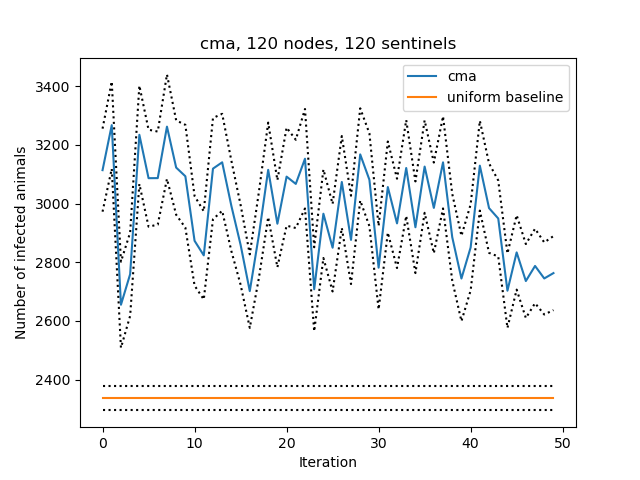 cma, 120 nodes, 120 sentinels
cma
uniform baseline
Number of infected animals
3400
3200
3000
2800
2600
2400
0 10 20 30 40 50
Iteration